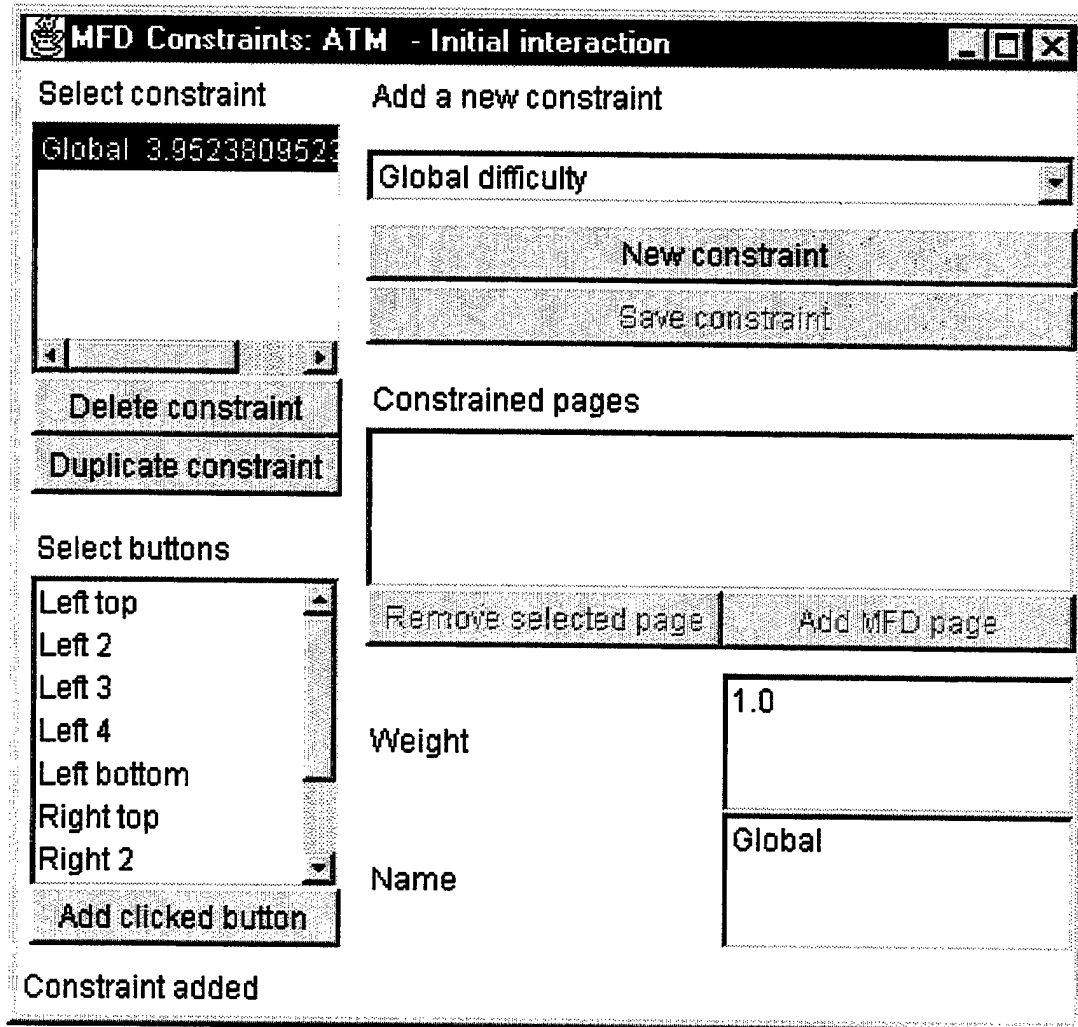 MFD Constraints: ATM - Initial interaction
Select constraint
Global 3.9523809523
Delete constraint
Duplicate constraint
Select buttons
Left top
Left 2
Left 3
Left 4
Left bottom
Right top
Right 2
Add clicked button
Add a new constraint
Global difficulty
New constraint
Save constraint
Constrained pages
Remove selected page
Add MFD page
Weight
1.0
Name
Global
Constraint added